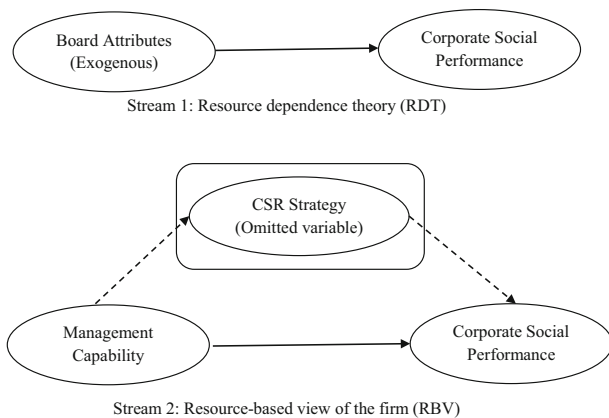 Board Attributes
(Exogenous)
Corporate Social
Performance
Stream 1: Resource dependence theory (RDT)
CSR Strategy
(Omitted variable)
Management
Capability
Corporate Social
Performance
Stream 2: Resource-based view of the firm (RBV)